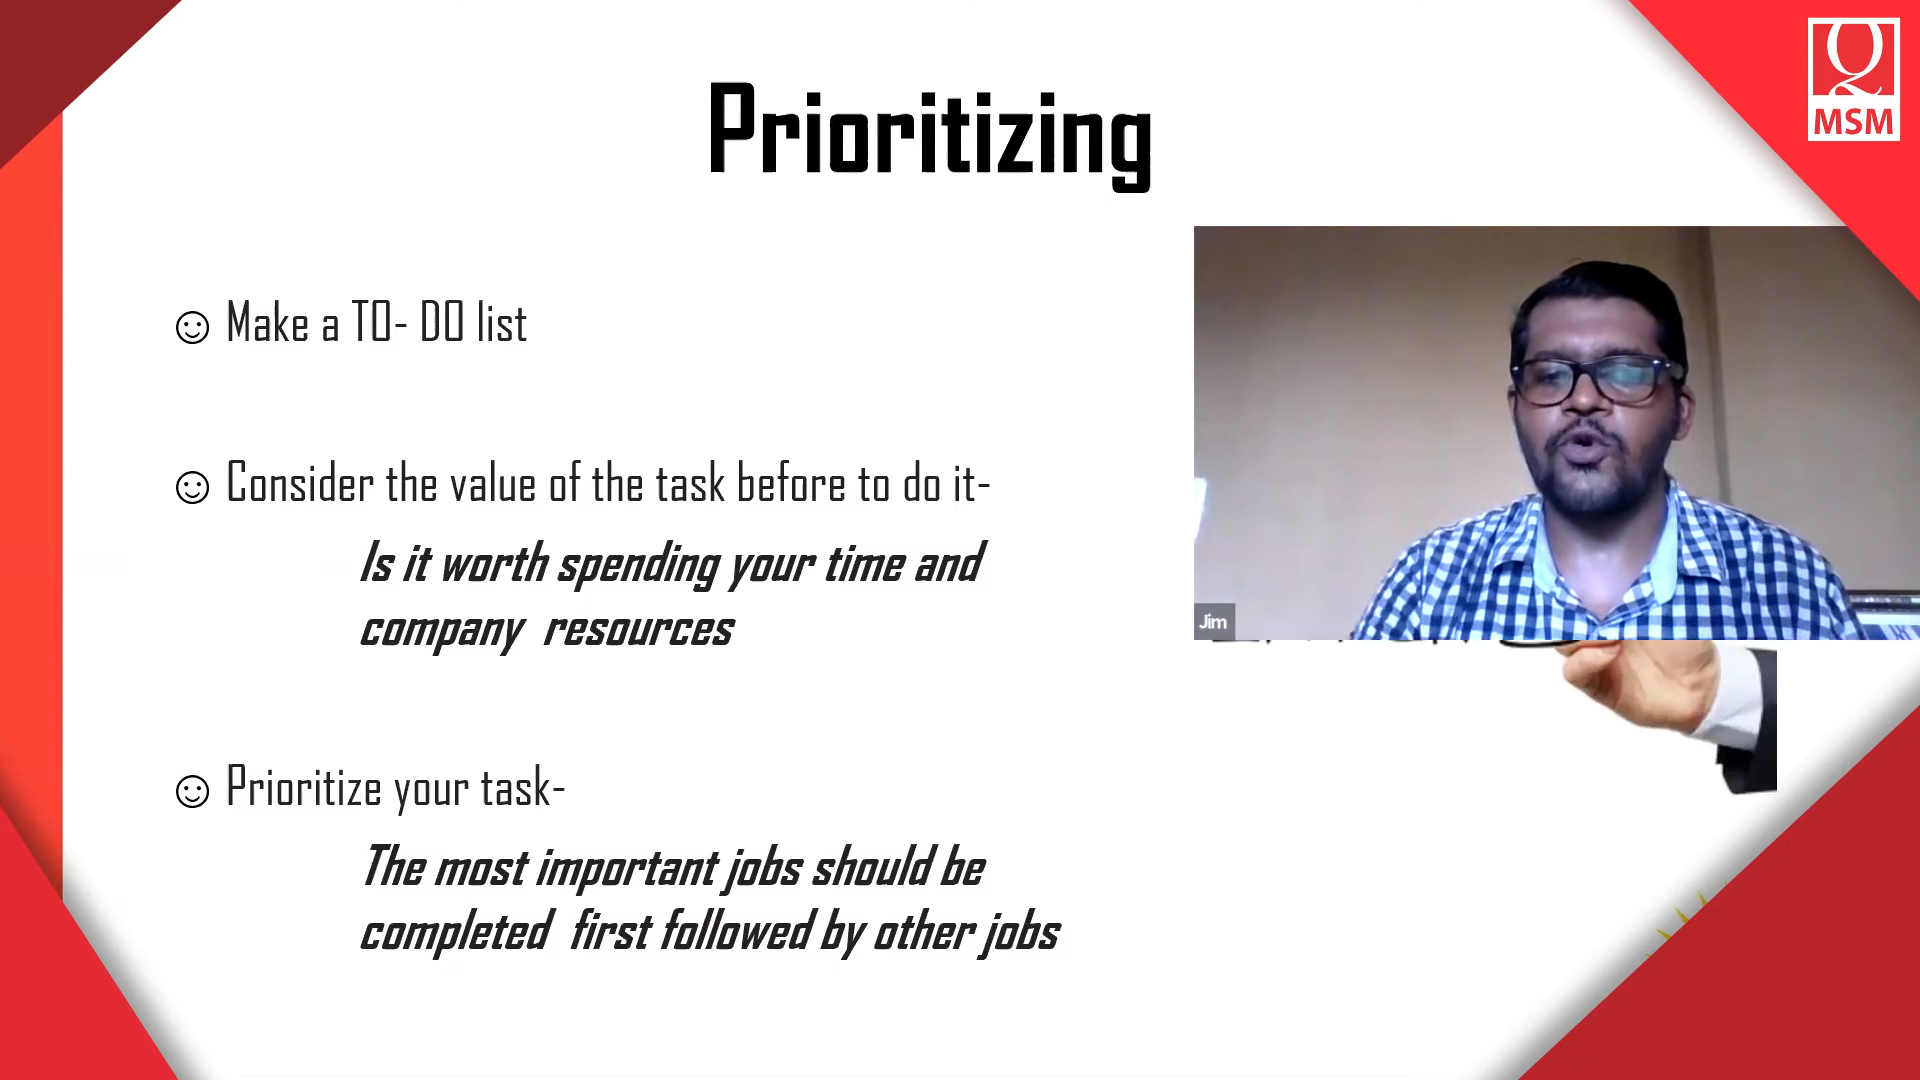 Prioritizing
☺ Make a TO- DO list
☺ Consider the value of the task before to do it-
Is it worth spending your time and
company resources
☺ Prioritize your task-
The most important jobs should be
completed first followed by other jobs
Jim
Q
MSM